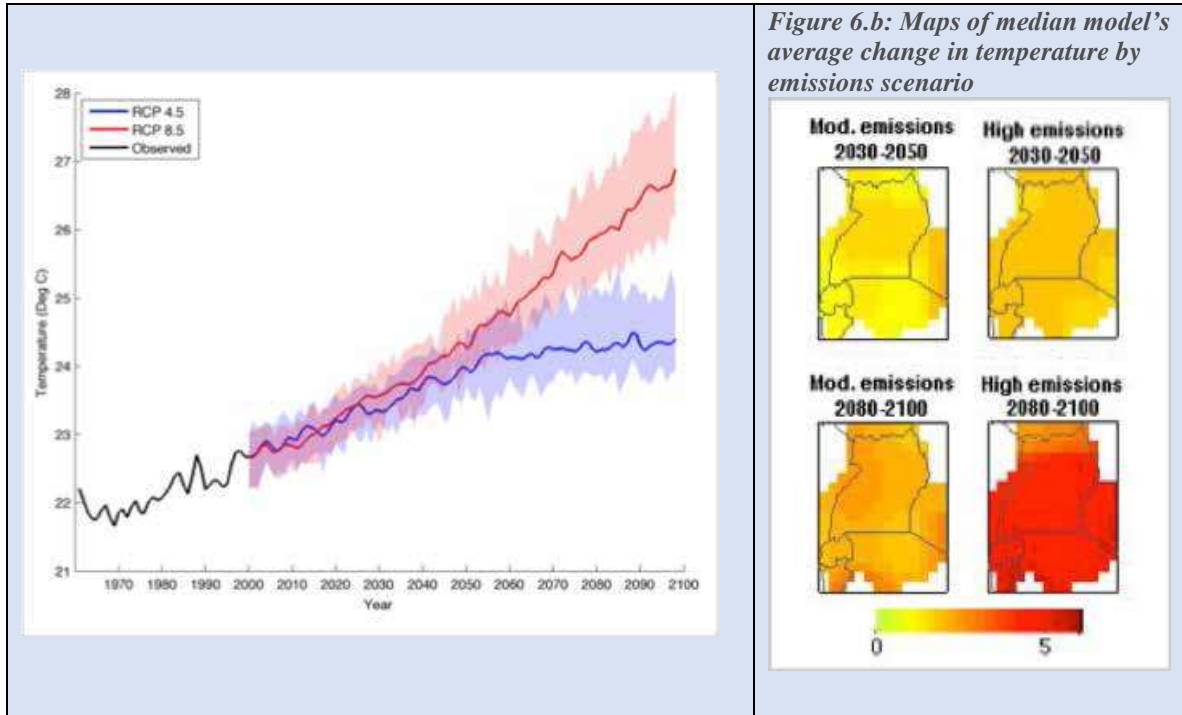 Figure 6.b: Maps of median model's
average change in temperature by
emissions scenario
28
27
26
25
24
23
22
21
Temperature (Deg C)
RCP 4.5
RCP 8.5
Observed
1970 1980 1990 2000 2010 2020 2030 2040 2050 2060 2070 2080 2090 2100
Year
Mod. emissions
2030-2050
High emissions
2030-2050
Mod. emissions
2080-2100
High emissions
2080-2100
0 5